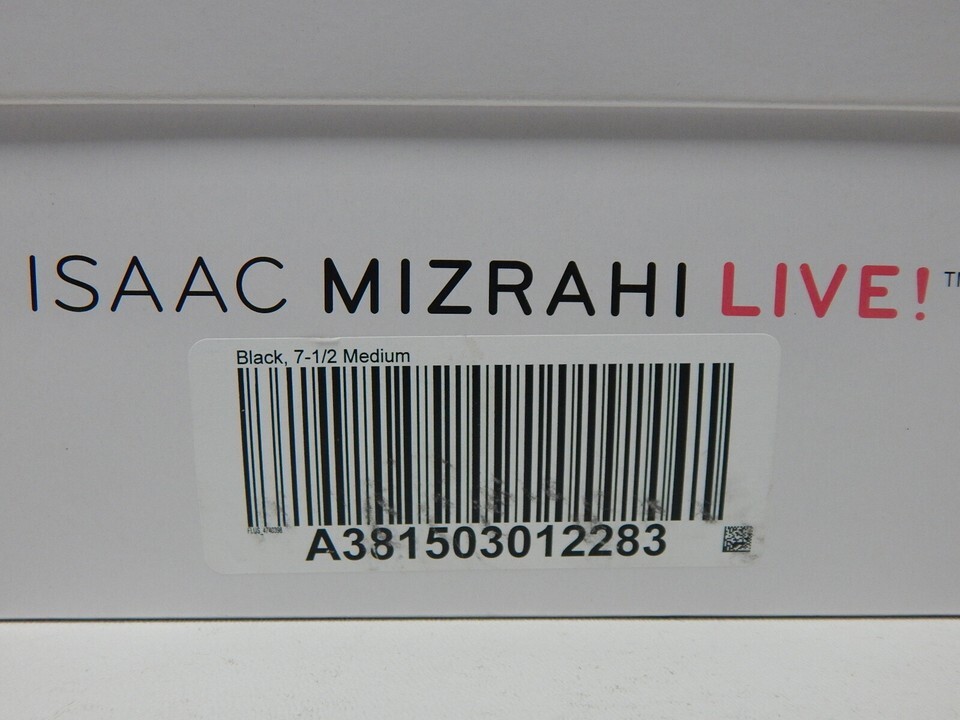 ISAAC MIZRAHI LIVE!™
Black, 7-1/2 Medium
A381503012283